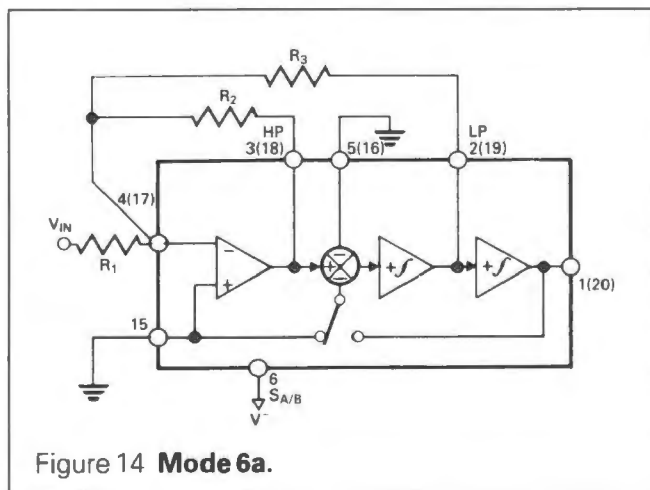 R3
R2
HP
3(18)
5(16)
LP
2(19)
4(17)
VIN
R1
−
+
+
−
−
+∫
+∫
1(20)
15
6
SA/B
V−
Figure 14 Mode 6a.